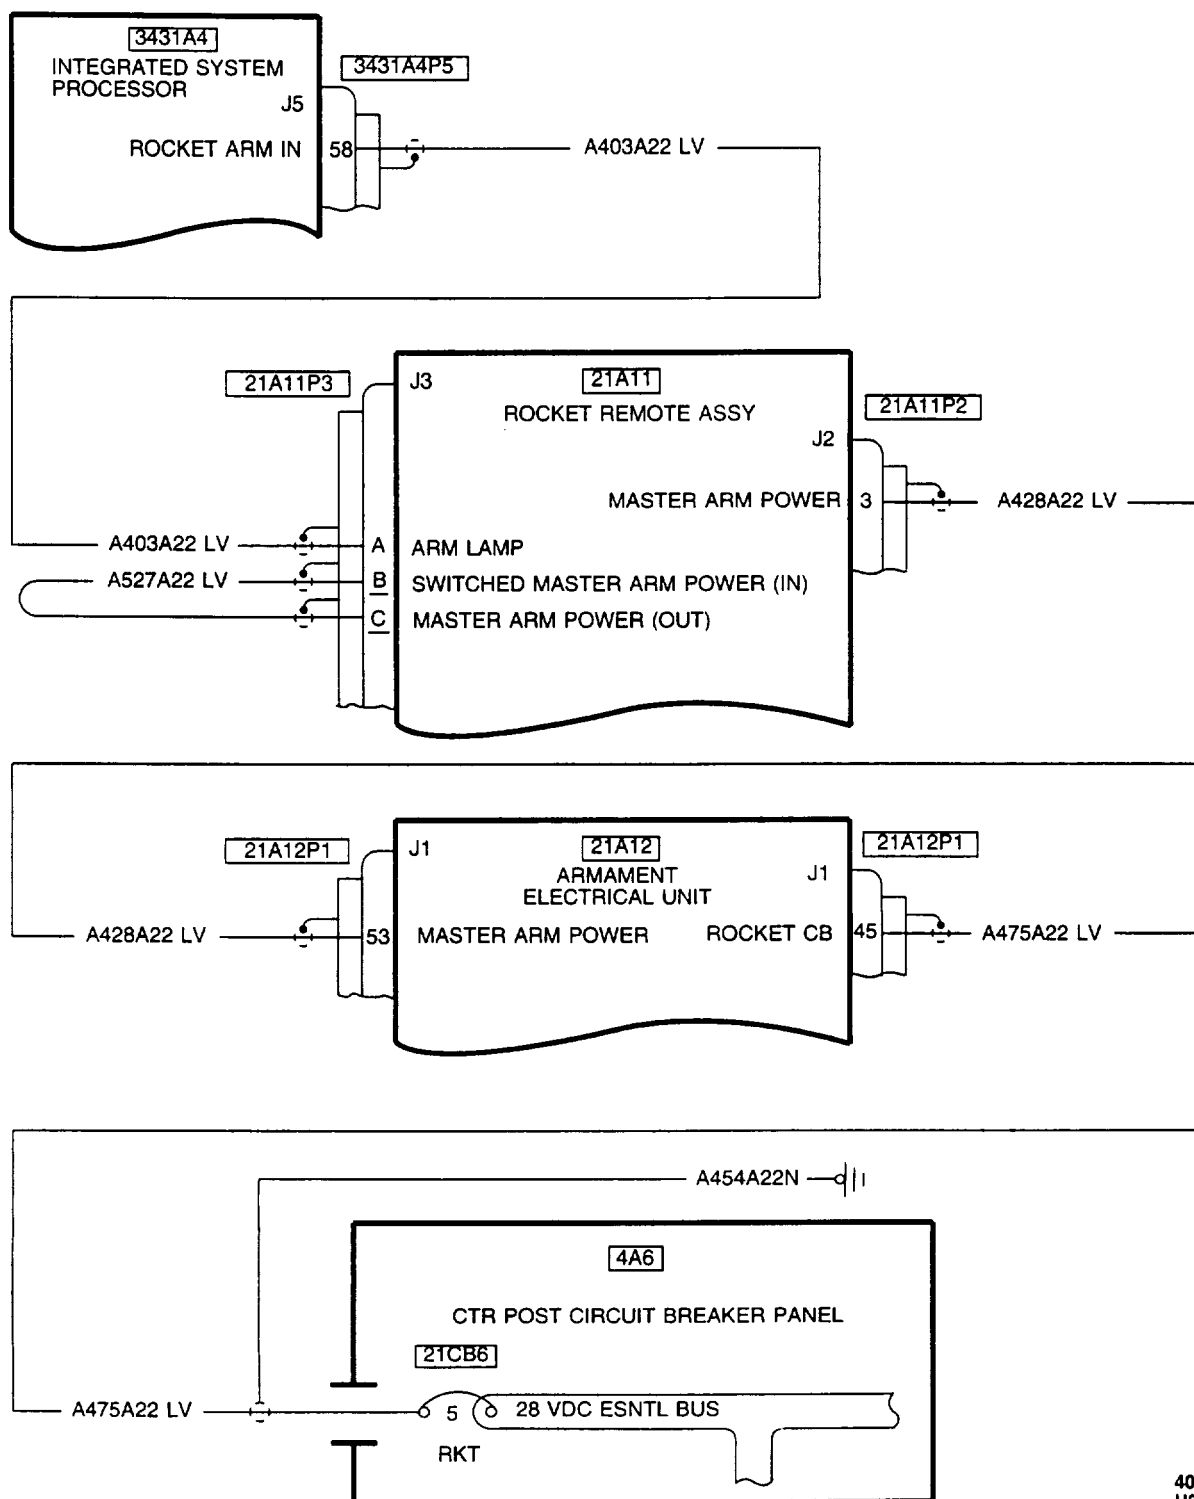 3431A4
INTEGRATED SYSTEM
PROCESSOR
3431A4P5
J5
ROCKET ARM IN
58
A403A22 LV
21A11P3
J3
21A11
ROCKET REMOTE ASSY
21A11P2
J2
MASTER ARM POWER
3
A428A22 LV
A403A22 LV
A
ARM LAMP
A527A22 LV
B
SWITCHED MASTER ARM POWER (IN)
C
MASTER ARM POWER (OUT)
21A12P1
J1
21A12
ARMAMENT
ELECTRICAL UNIT
21A12P1
J1
A428A22 LV
53
MASTER ARM POWER
ROCKET CB
45
A475A22 LV
A454A22N
4A6
CTR POST CIRCUIT BREAKER PANEL
21CB6
A475A22 LV
5
28 VDC ESNTL BUS
RKT
40